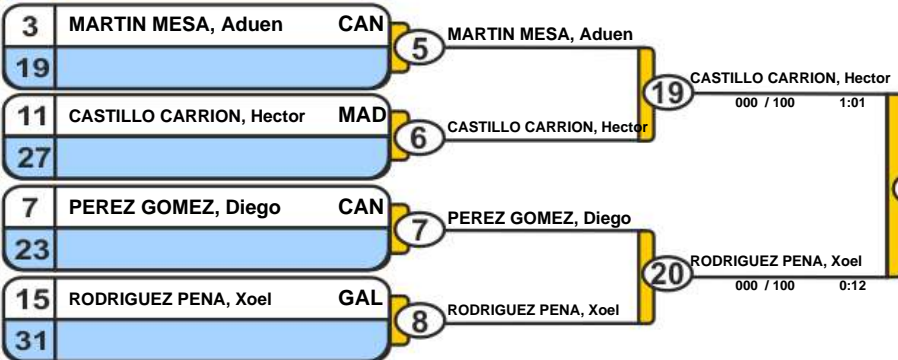 3 MARTIN MESA, Aduen CAN
19
5 MARTIN MESA, Aduen
19 CASTILLO CARRION, Hector
000 / 100 1:01
11 CASTILLO CARRION, Hector MAD
27
6 CASTILLO CARRION, Hector
7 PEREZ GOMEZ, Diego CAN
23
7 PEREZ GOMEZ, Diego
20 RODRIGUEZ PENA, Xoel
000 / 100 0:12
15 RODRIGUEZ PENA, Xoel GAL
31
8 RODRIGUEZ PENA, Xoel